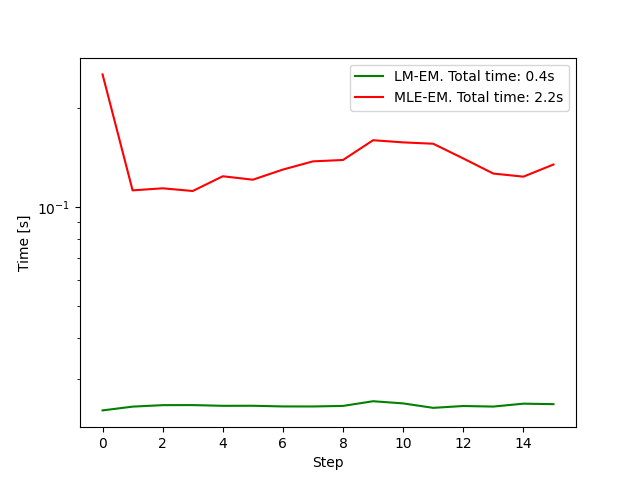 LM-EM. Total time: 0.4s
MLE-EM. Total time: 2.2s
Time [s]
10⁻¹
0 2 4 6 8 10 12 14
Step